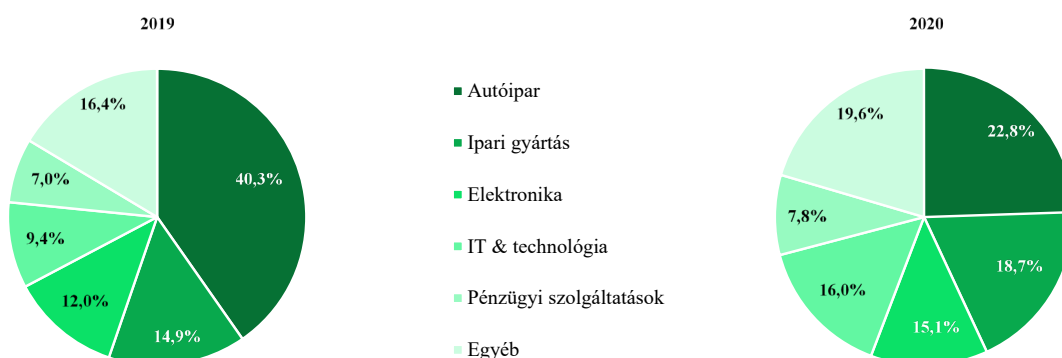 2019
40,3%
14,9%
12,0%
9,4%
7,0%
16,4%
Autóipar
Ipari gyártás
Elektronika
IT & technológia
Pénzügyi szolgáltatások
Egyéb
2020
22,8%
18,7%
15,1%
16,0%
7,8%
19,6%